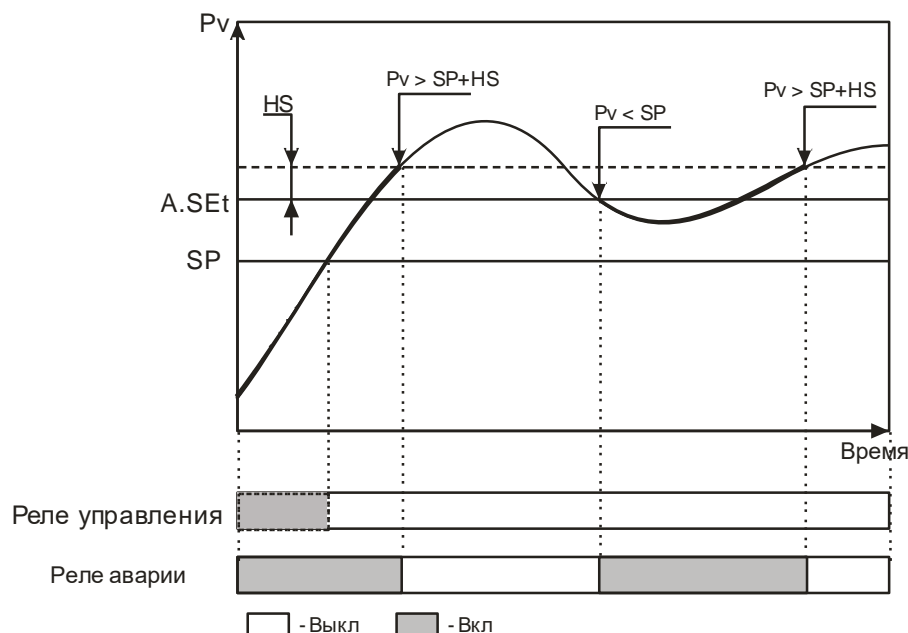 Pv
Pv > SP+HS
Pv > SP+HS
HS
Pv < SP
A.SEt
SP
Время
Реле управления
Реле аварии
- Выкл
- Вкл